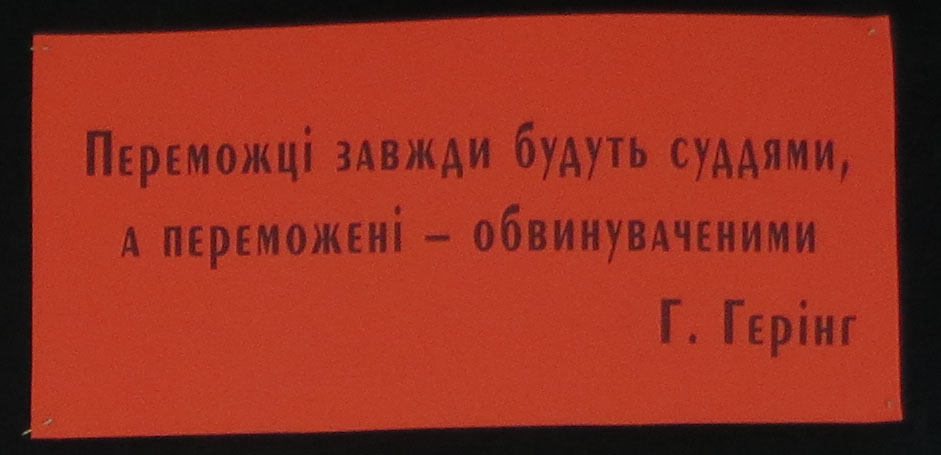 Переможці завжди будуть суддями,
а переможені – обвинуваченими
Г. Герінг